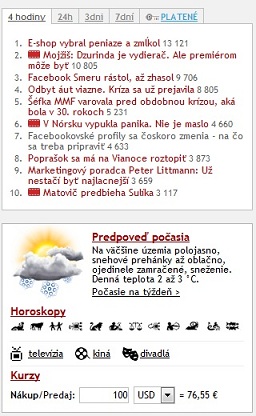 4 hodiny 24h 3dni 7dní PLATENÉ
1. E-shop vybral peniaze a zmĺkol 13 121
2. Mojžiš: Dzurinda je vydierač. Ale premiérom
môže byť 10 805
3. Facebook Smeru rástol, až zhasol 9 706
4. Odbyt áut viazne. Kríza sa už prejavila 8 805
5. Šéfka MMF varovala pred obdobnou krízou, aká
bola v 30. rokoch 5 231
6. V Nórsku vypukla panika. Nie je maslo 4 660
7. Facebookovské profily sa čoskoro zmenia - na čo
sa treba pripraviť 4 633
8. Poprašok sa má na Vianoce roztopiť 3 873
9. Marketingový poradca Peter Littmann: Už
nestačí byť najlacnejší 3 659
10. Matovič predbieha Sulíka 3 117
Predpoveď počasia
Na väčšine územia polojasno,
snehové prehánky až oblačno,
ojedinele zamračené, sneženie.
Denná teplota 2 až 3 °C.
Počasie na týždeň >
Horoskopy
televízia kiná divadlá
Kurzy
Nákup/Predaj: 100 USD = 76,55 €